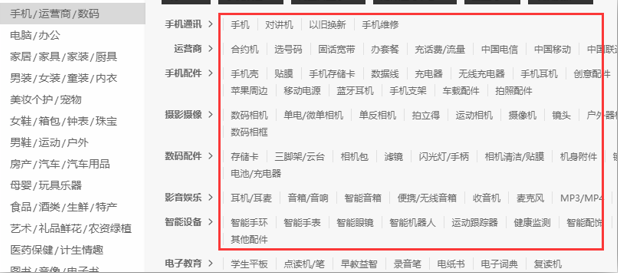 手机/运营商/数码
电脑/办公
家居/家具/家装/厨具
男装/女装/童装/内衣
美妆个护/宠物
女鞋/箱包/钟表/珠宝
男鞋/运动/户外
房产/汽车/汽车用品
母婴/玩具乐器
食品/酒类/生鲜/特产
艺术/礼品鲜花/农资绿植
医药保健/计生情趣
图书/音像/电子书
手机通讯 > 手机 对讲机 以旧换新 手机维修
运营商 > 合约机 选号码 固话宽带 办套餐 充话费/流量 中国电信 中国移动 中国联
手机配件 > 手机壳 贴膜 手机存储卡 数据线 充电器 无线充电器 手机耳机 创意配件
苹果周边 移动电源 蓝牙耳机 手机支架 车载配件 拍照配件
摄影摄像 > 数码相机 单电/微单相机 单反相机 拍立得 运动相机 摄像机 镜头 户外器
数码相框
数码配件 > 存储卡 三脚架/云台 相机包 滤镜 闪光灯/手柄 相机清洁/贴膜 机身附件
电池/充电器
影音娱乐 > 耳机/耳麦 音箱/音响 智能音箱 便携/无线音箱 收音机 麦克风 MP3/MP4
智能设备 > 智能手环 智能手表 智能眼镜 智能机器人 运动跟踪器 健康监测 智能配饰
其他配件
电子教育 > 学生平板 点读机/笔 早教益智 录音笔 电纸书 电子词典 复读机